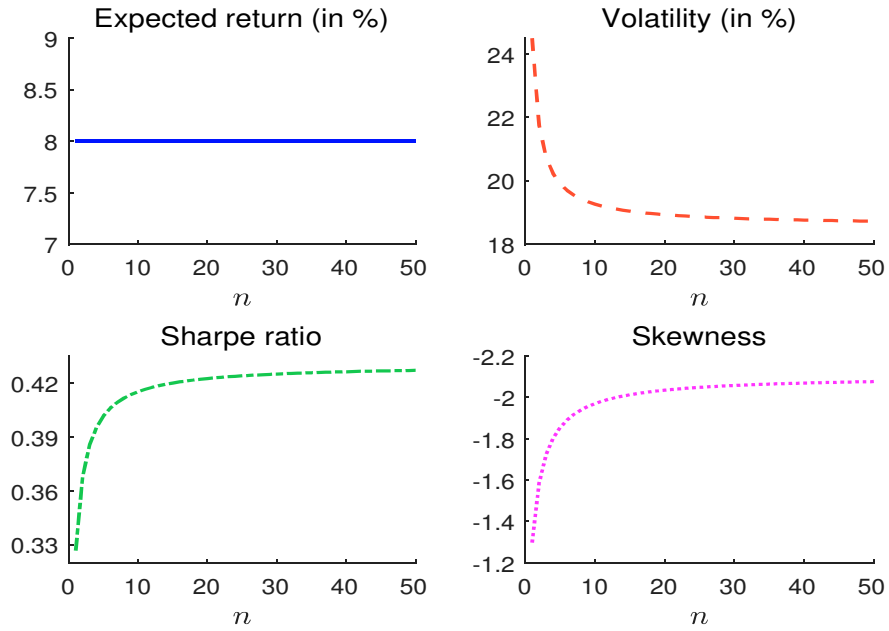 Expected return (in %)
9
8.5
8
7.5
7
0 10 20 30 40 50
n
Volatility (in %)
24
22
20
18
0 10 20 30 40 50
n
Sharpe ratio
0.42
0.39
0.36
0.33
0 10 20 30 40 50
n
Skewness
-2.2
-2
-1.8
-1.6
-1.4
-1.2
0 10 20 30 40 50
n